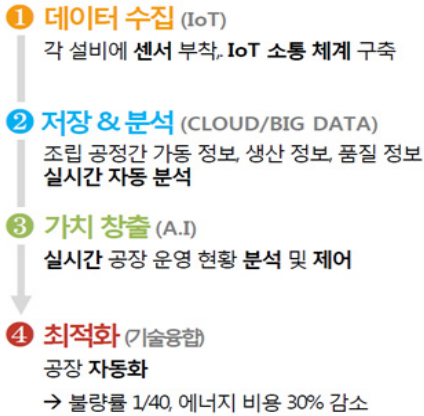 ❶ 데이터 수집 (IoT)
각 설비에 센서 부착,. IoT 소통 체계 구축
❷ 저장 & 분석 (CLOUD/BIG DATA)
조립 공정간 가동 정보, 생산 정보, 품질 정보
실시간 자동 분석
❸ 가치 창출 (A.I)
실시간 공장 운영 현황 분석 및 제어
❹ 최적화 (기술융합)
공장 자동화
→ 불량률 1/40, 에너지 비용 30% 감소